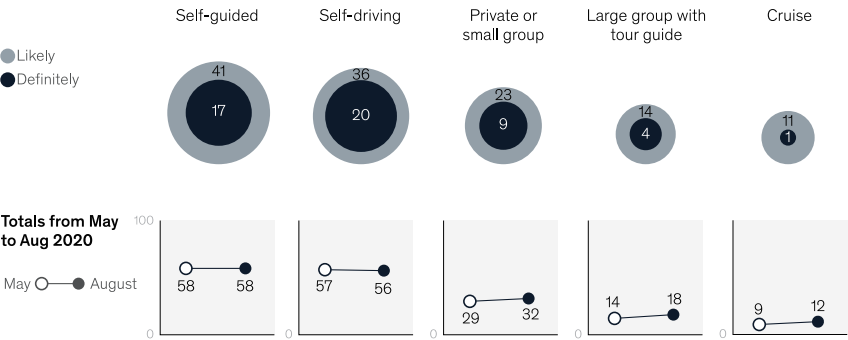 Self-guided
Self-driving
Private or
small group
Large group with
tour guide
Cruise
Likely
Definitely
41
17
36
20
23
9
14
4
11
1
Totals from May
to Aug 2020
May
August
100
0
58
58
0
57
56
0
29
32
0
14
18
0
9
12